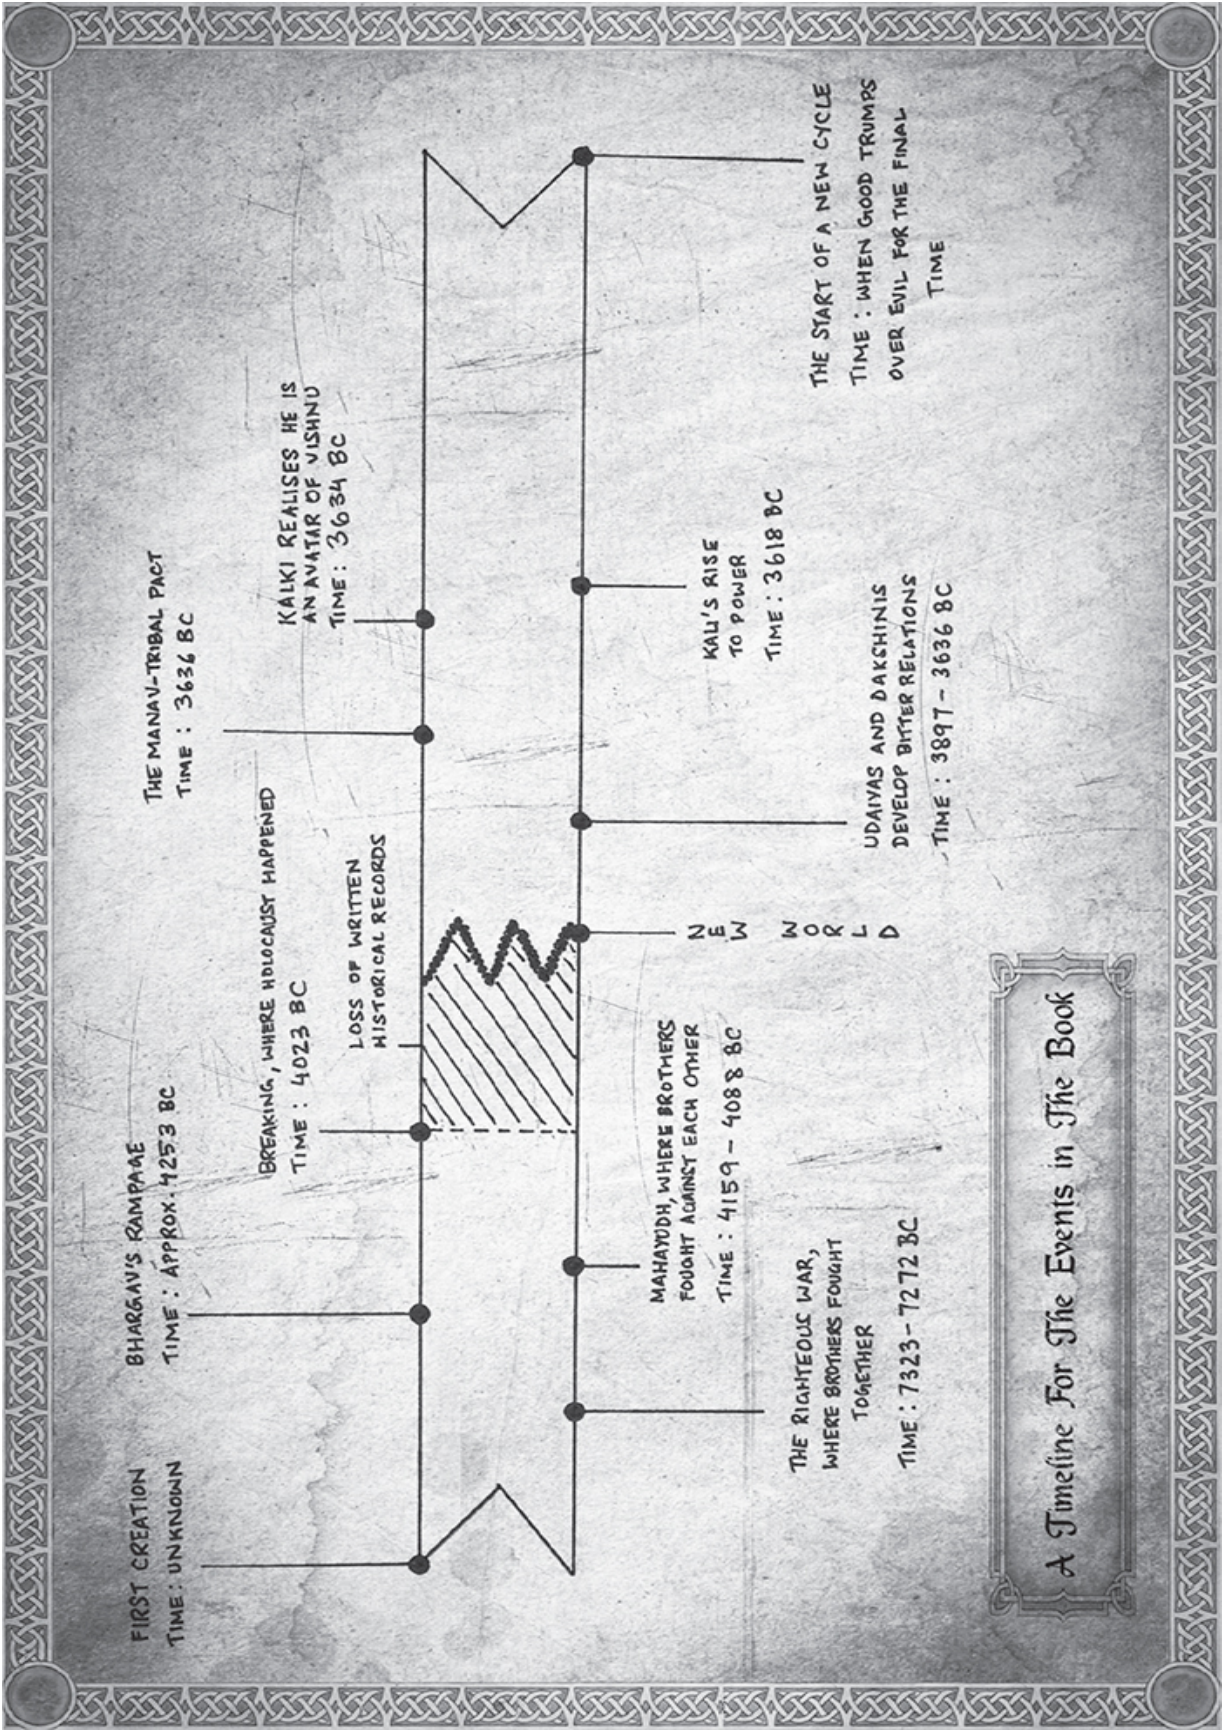 FIRST CREATION
TIME: UNKNOWN
BHARGAV'S RAMPAGE
TIME: APPROX. 4253 BC
BREAKING, WHERE HOLOCAUST HAPPENED
TIME: 4023 BC
LOSS OF WRITTEN
HISTORICAL RECORDS
THE MANAV-TRIBAL PACT
TIME: 3636 BC
KALKI REALISES HE IS
AN AVATAR OF VISHNU
TIME: 3634 BC
THE RIGHTEOUS WAR,
WHERE BROTHERS FOUGHT
TOGETHER
TIME: 7323-7272 BC
MAHAYUDH, WHERE BROTHERS
FOUGHT AGAINST EACH OTHER
TIME: 4159-4088 BC
NEW WORLD
UDAIYAS AND DAKSHINIS
DEVELOP BITTER RELATIONS
TIME: 3897-3636 BC
KALI'S RISE
TO POWER
TIME: 3618 BC
THE START OF A NEW CYCLE
TIME: WHEN GOOD TRUMPS
OVER EVIL FOR THE FINAL
TIME
A Timeline For The Events in The Book